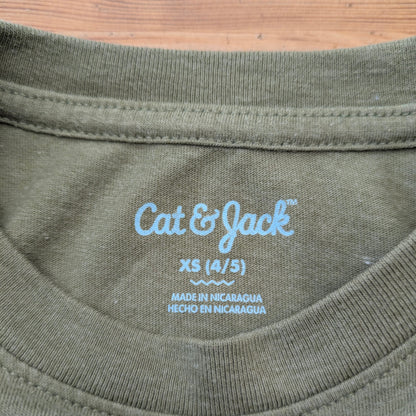 Cat & Jack™
XS (4/5)
MADE IN NICARAGUA
HECHO EN NICARAGUA